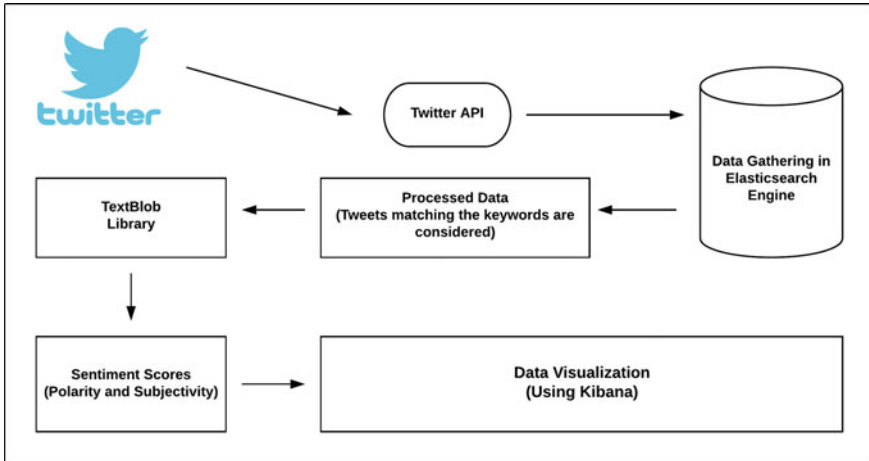 twitter
Twitter API
Data Gathering in
Elasticsearch
Engine
Processed Data
(Tweets matching the keywords are
considered)
TextBlob
Library
Sentiment Scores
(Polarity and Subjectivity)
Data Visualization
(Using Kibana)